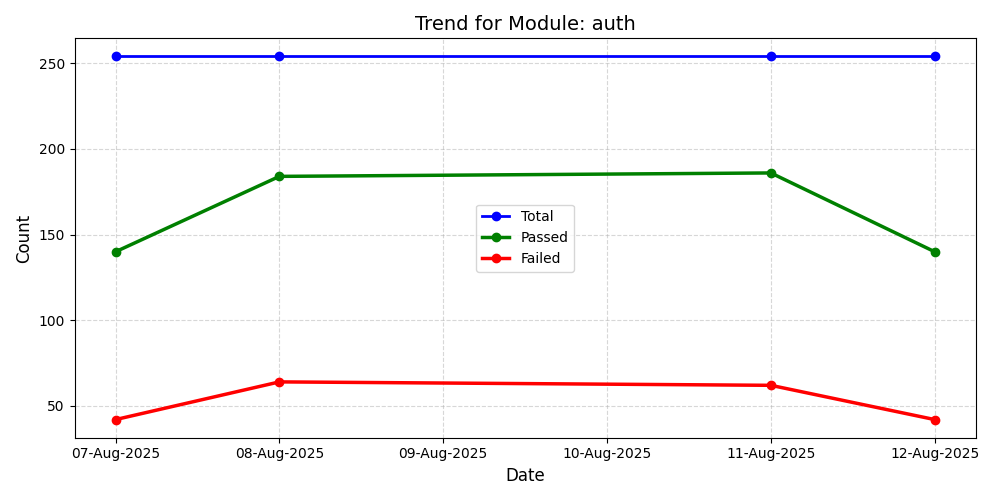 Trend for Module: auth
250
200
150
100
50
Count
Total
Passed
Failed
07-Aug-2025
08-Aug-2025
09-Aug-2025
10-Aug-2025
11-Aug-2025
12-Aug-2025
Date